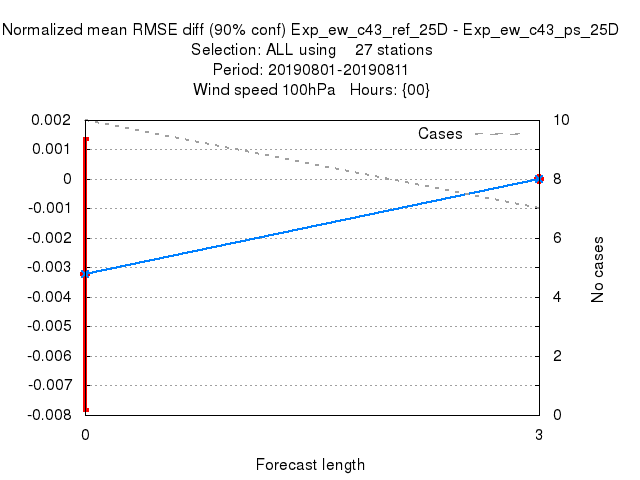 Normalized mean RMSE diff (90% conf) Exp_ew_c43_ref_25D - Exp_ew_c43_ps_25D
Selection: ALL using 27 stations
Period: 20190801-20190811
Wind speed 100hPa Hours: {00}
Cases
0.002
0.001
0
-0.001
-0.002
-0.003
-0.004
-0.005
-0.006
-0.007
-0.008
10
8
6
4
2
0
No cases
0
3
Forecast length